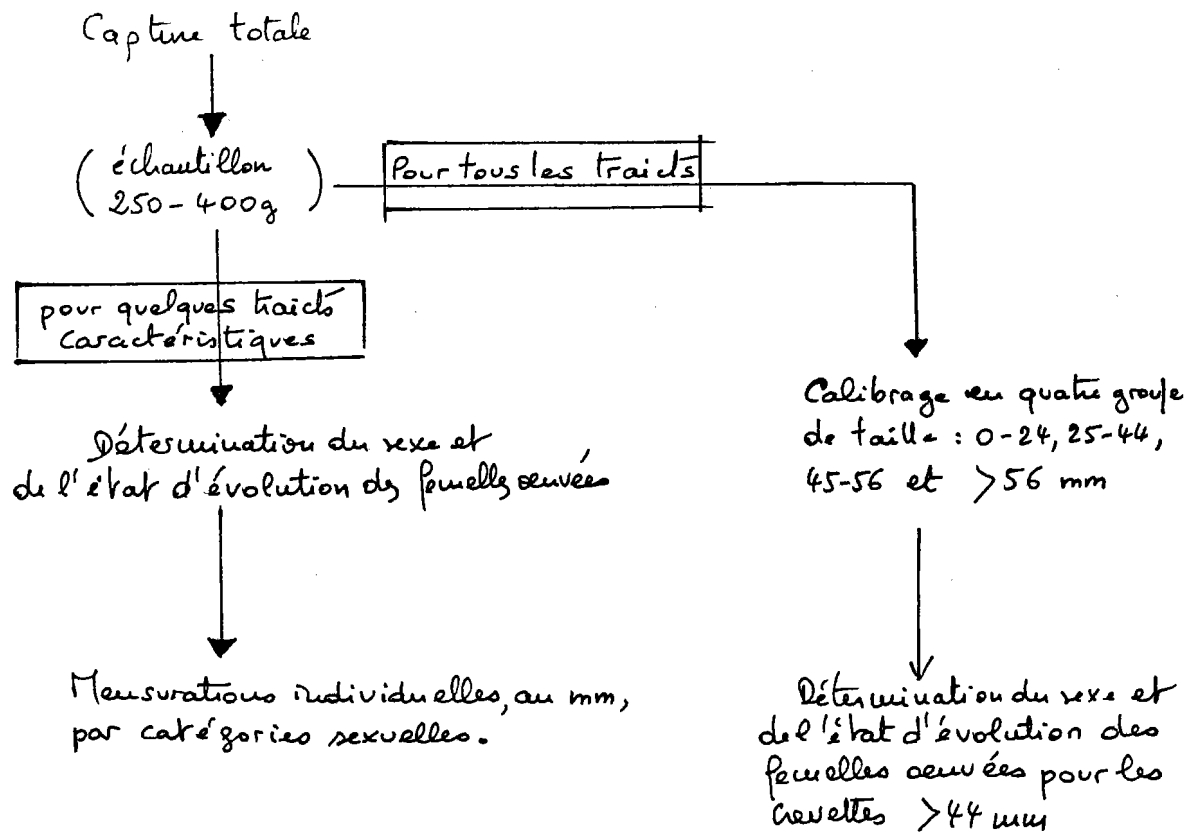 Capture totale
échantillon
250-400g
Pour tous les traicts
pour quelques traicts
caractéristiques
Détermination du sexe et
de l'état d'évolution des femelles œuvées
Mensurations individuelles, au mm,
par catégories sexuelles.
Calibrage en quatre groupe
de taille : 0-24, 25-44,
45-56 et >56 mm
Détermination du sexe et
de l'état d'évolution des
femelles œuvées pour les
crevettes >44 mm